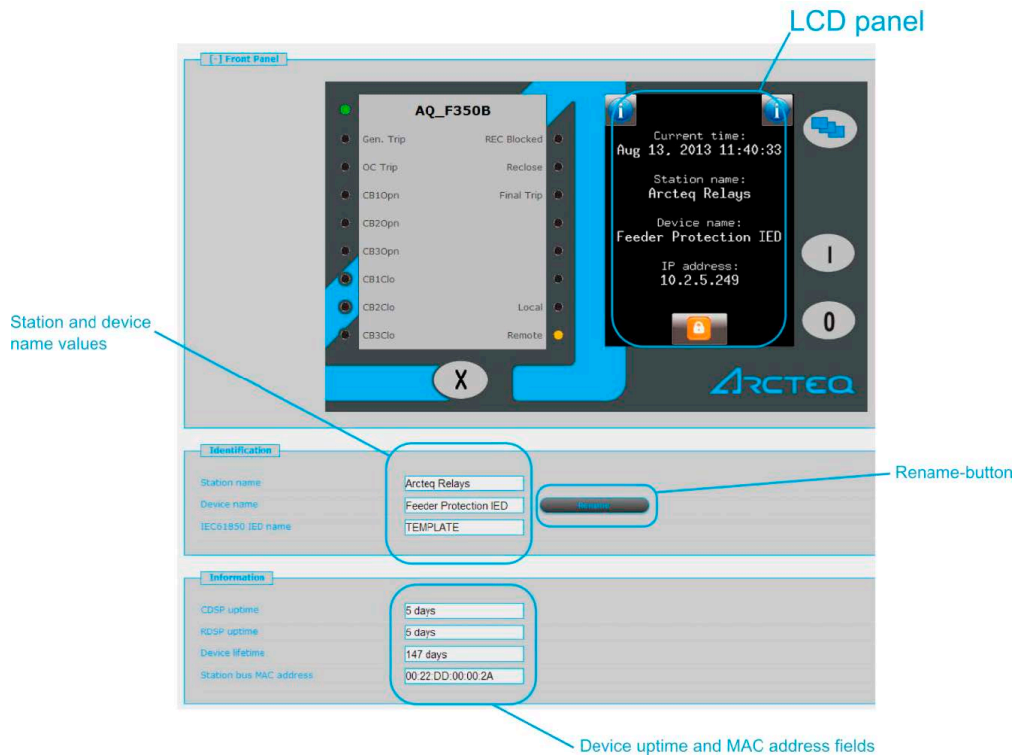 LCD panel
[-] Front Panel
AQ_F350B
Gen. Trip
REC Blocked
OC Trip
Reclose
CB1Opn
Final Trip
CB2Opn
CB3Opn
CB1Clo
CB2Clo
Local
CB3Clo
Remote
X
i
i
Current time:
Aug 13, 2013 11:40:33
Station name:
Arcteq Relays
Device name:
Feeder Protection IED
IP address:
10.2.5.249
I
0
ARCTEQ
Station and device
name values
Identification
Station name
Arcteq Relays
Device name
Feeder Protection IED
Rename
IEC61850 IED name
TEMPLATE
Rename-button
Information
CDSP uptime
5 days
RDSP uptime
5 days
Device lifetime
147 days
Station bus MAC address
00:22:DD:00:00:2A
Device uptime and MAC address fields